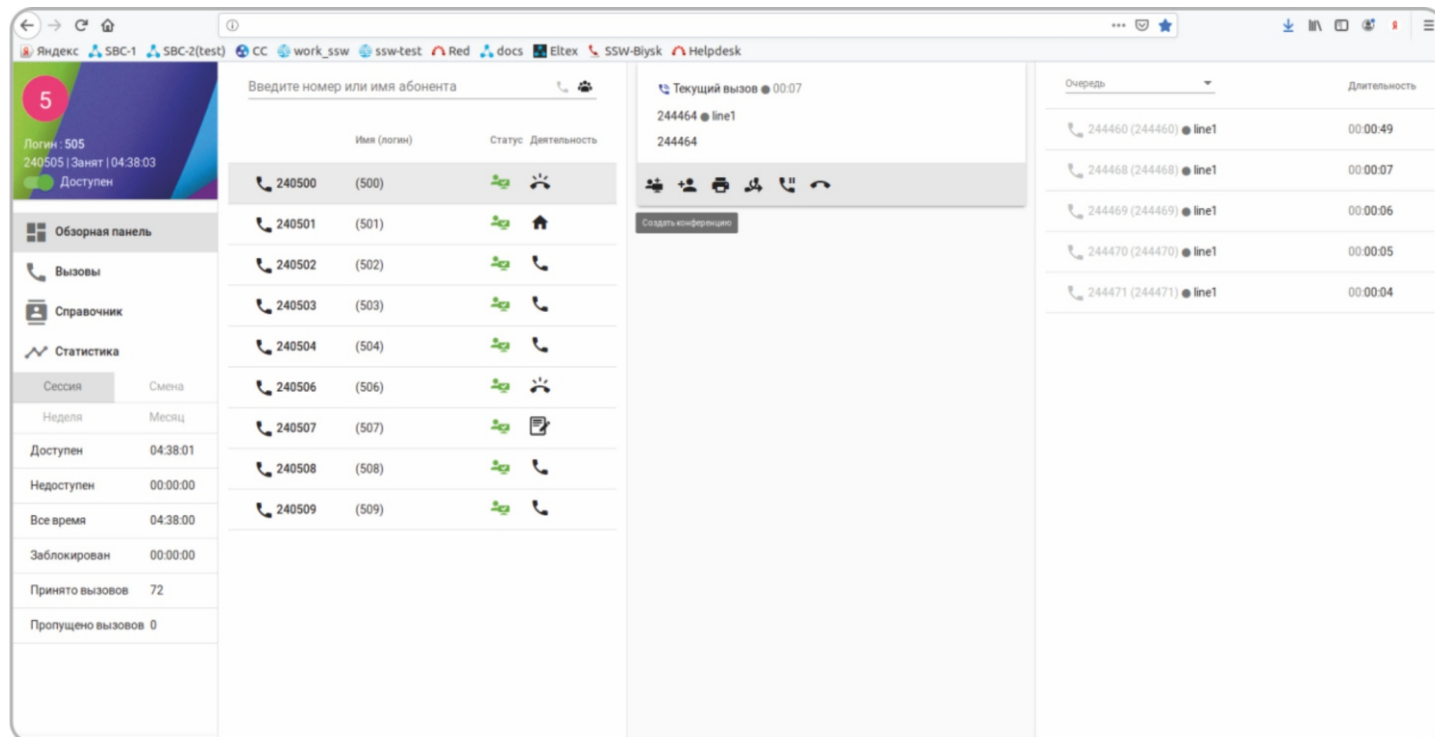 Яндекс SBC-1 SBC-2(test) CC work_ssw ssw-test Red docs Eltex SSW-Biysk Helpdesk
5
Логин : 505
240505 | Занят | 04:38:03
Доступен
Обзорная панель
Вызовы
Справочник
Статистика
Сессия Смена
Неделя Месяц
Доступен 04:38:01
Недоступен 00:00:00
Все время 04:38:00
Заблокирован 00:00:00
Принято вызовов 72
Пропущено вызовов 0
Введите номер или имя абонента
Имя (логин) Статус Деятельность
240500 (500)
240501 (501)
240502 (502)
240503 (503)
240504 (504)
240506 (506)
240507 (507)
240508 (508)
240509 (509)
Текущий вызов 00:07
244464 line1
244464
Создать конференцию
Очередь Длительность
244460 (244460) line1 00:00:49
244468 (244468) line1 00:00:07
244469 (244469) line1 00:00:06
244470 (244470) line1 00:00:05
244471 (244471) line1 00:00:04